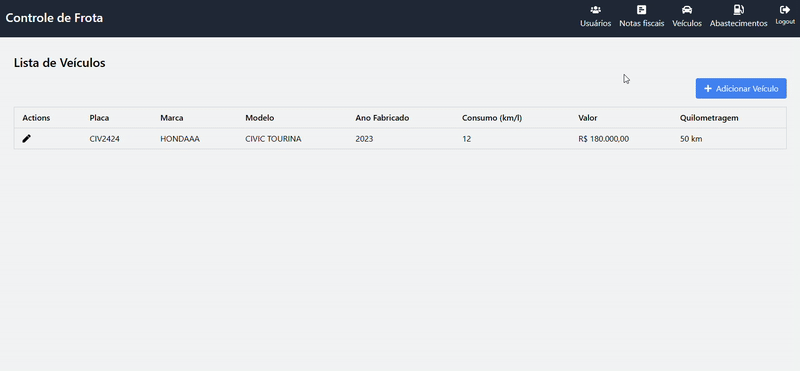 Controle de Frota
Usuários Notas fiscais Veículos Abastecimentos Logout
Lista de Veículos
Adicionar Veículo
Actions Placa Marca Modelo Ano Fabricado Consumo (km/l) Valor Quilometragem
CIV2424 HONDAAA CIVIC TOURINA 2023 12 R$ 180.000,00 50 km